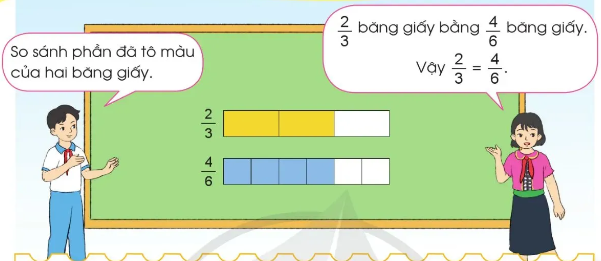 So sánh phần đã tô màu
của hai băng giấy.
2/3 băng giấy bằng 4/6 băng giấy.
Vậy 2/3 = 4/6.
2/3
4/6